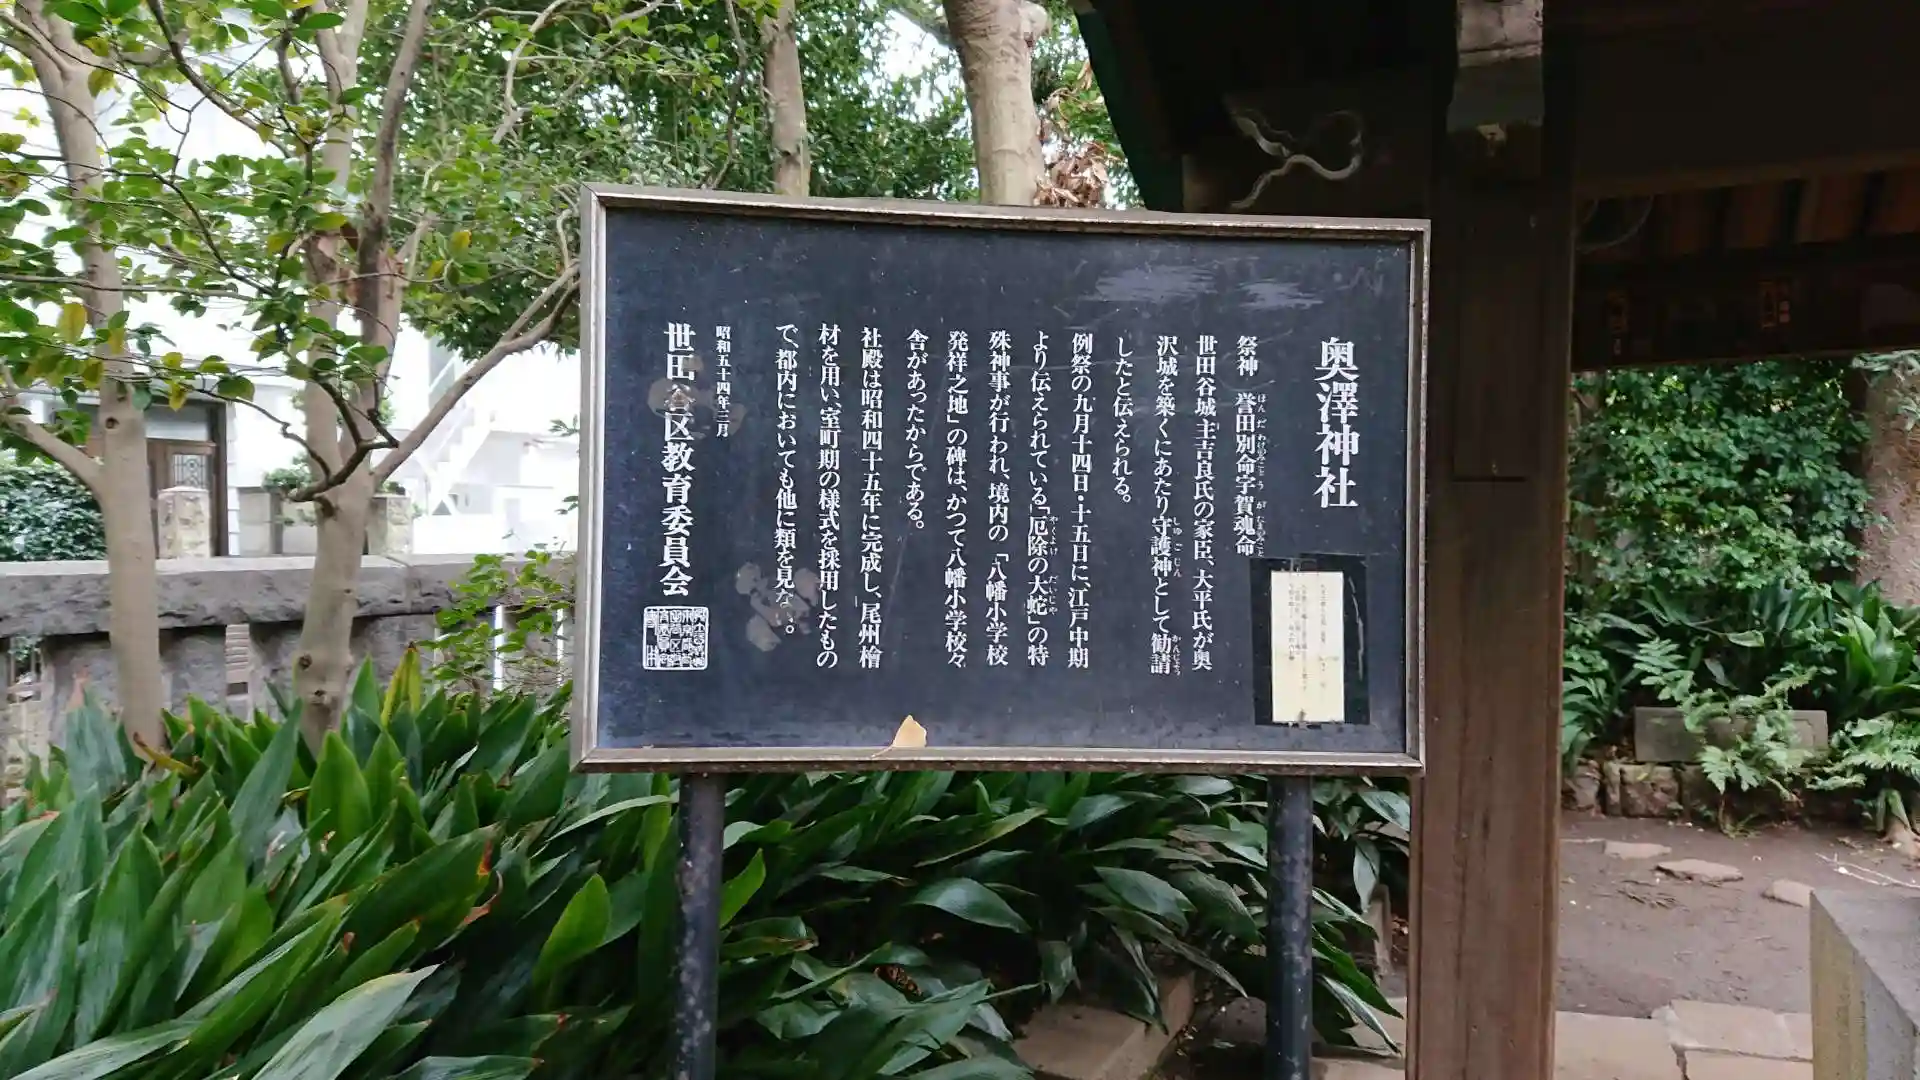 奥澤神社
祭神　誉田別命宇賀魂命
世田谷城主吉良氏の家臣、大平氏が奥
沢城を築くにあたり守護神として勧請
したと伝えられる。
例祭の九月十四日・十五日に、江戸中期
より伝えられている「厄除の大蛇」の特
殊神事が行われ、境内の「八幡小学校
発祥之地」の碑は、かつて八幡小学校々
舎があったからである。
社殿は昭和四十五年に完成し、尾州檜
材を用い、室町期の様式を採用したもの
で、都内においても他に類を見ない。
昭和五十四年三月
世田谷区教育委員会